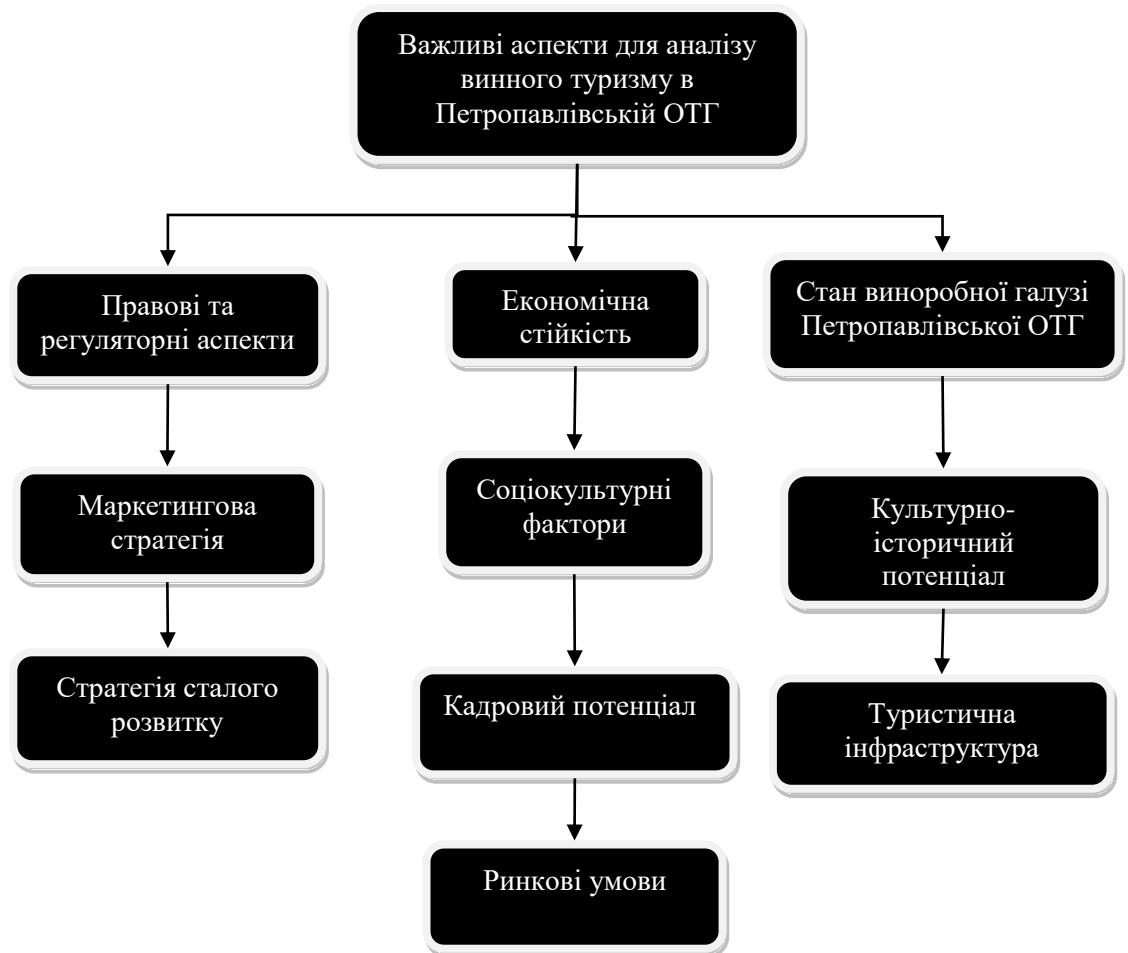 Важливі аспекти для аналізу
винного туризму в
Петропавлівській ОТГ
Правові та
регуляторні аспекти
Економічна
стійкість
Стан виноробної галузі
Петропавлівської ОТГ
Маркетингова
стратегія
Соціокультурні
фактори
Культурно-
історичний
потенціал
Стратегія сталого
розвитку
Кадровий потенціал
Туристична
інфраструктура
Ринкові умови